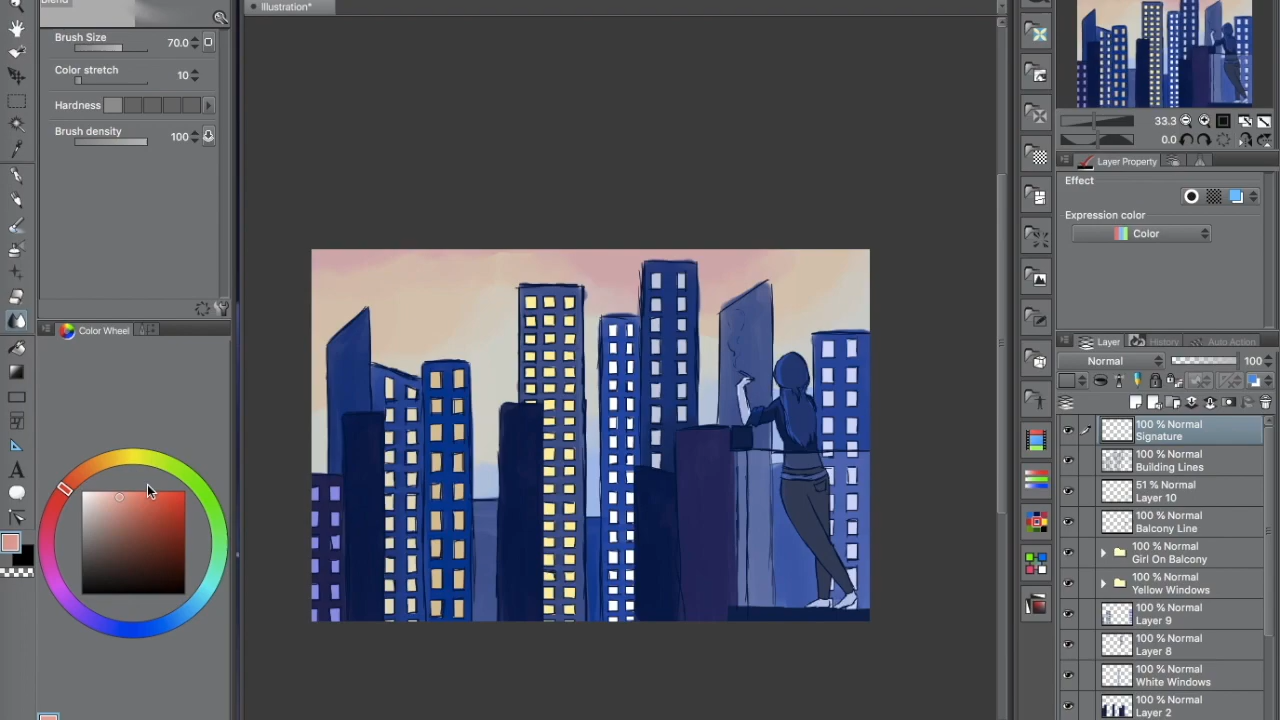 Blend
Brush Size 70.0
Color stretch 10
Hardness
Brush density 100
Color Wheel
Illustration*
33.3
0.0
Layer Property
Effect
Expression color
Color
Layer History Auto Action
Normal 100
100 % Normal
Signature
100 % Normal
Building Lines
51 % Normal
Layer 10
100 % Normal
Balcony Line
100 % Normal
Girl On Balcony
100 % Normal
Yellow Windows
100 % Normal
Layer 9
100 % Normal
Layer 8
100 % Normal
White Windows
100 % Normal
Layer 2